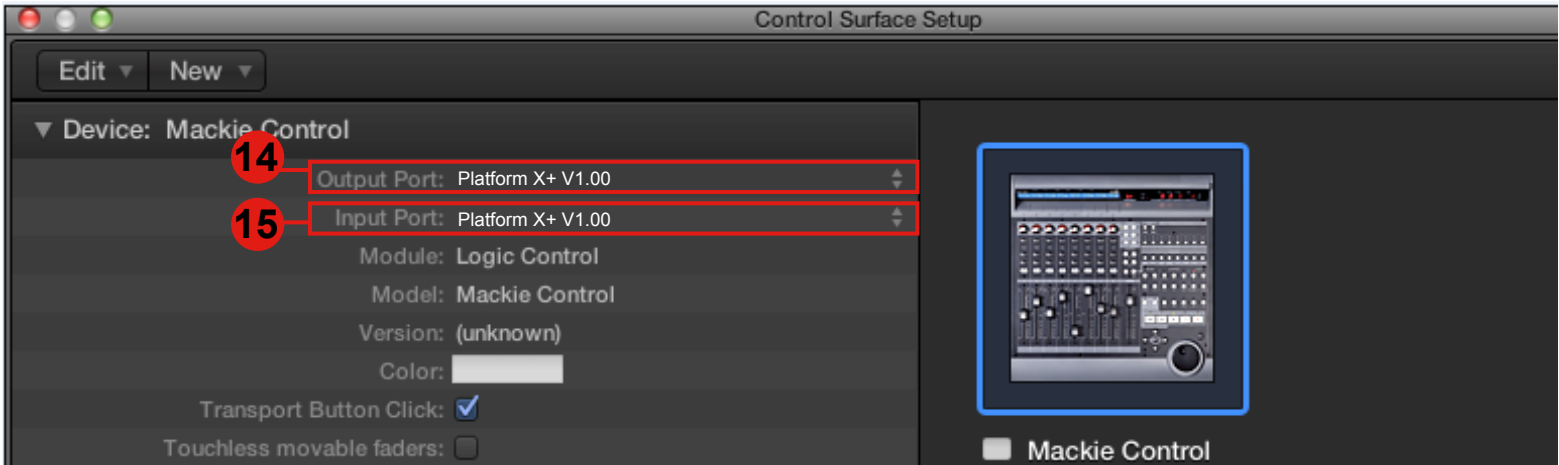 Control Surface Setup
Edit New
Device: Mackie Control
14
Output Port: Platform X+ V1.00
15
Input Port: Platform X+ V1.00
Module: Logic Control
Model: Mackie Control
Version: (unknown)
Color:
Transport Button Click:
Touchless movable faders:
Mackie Control